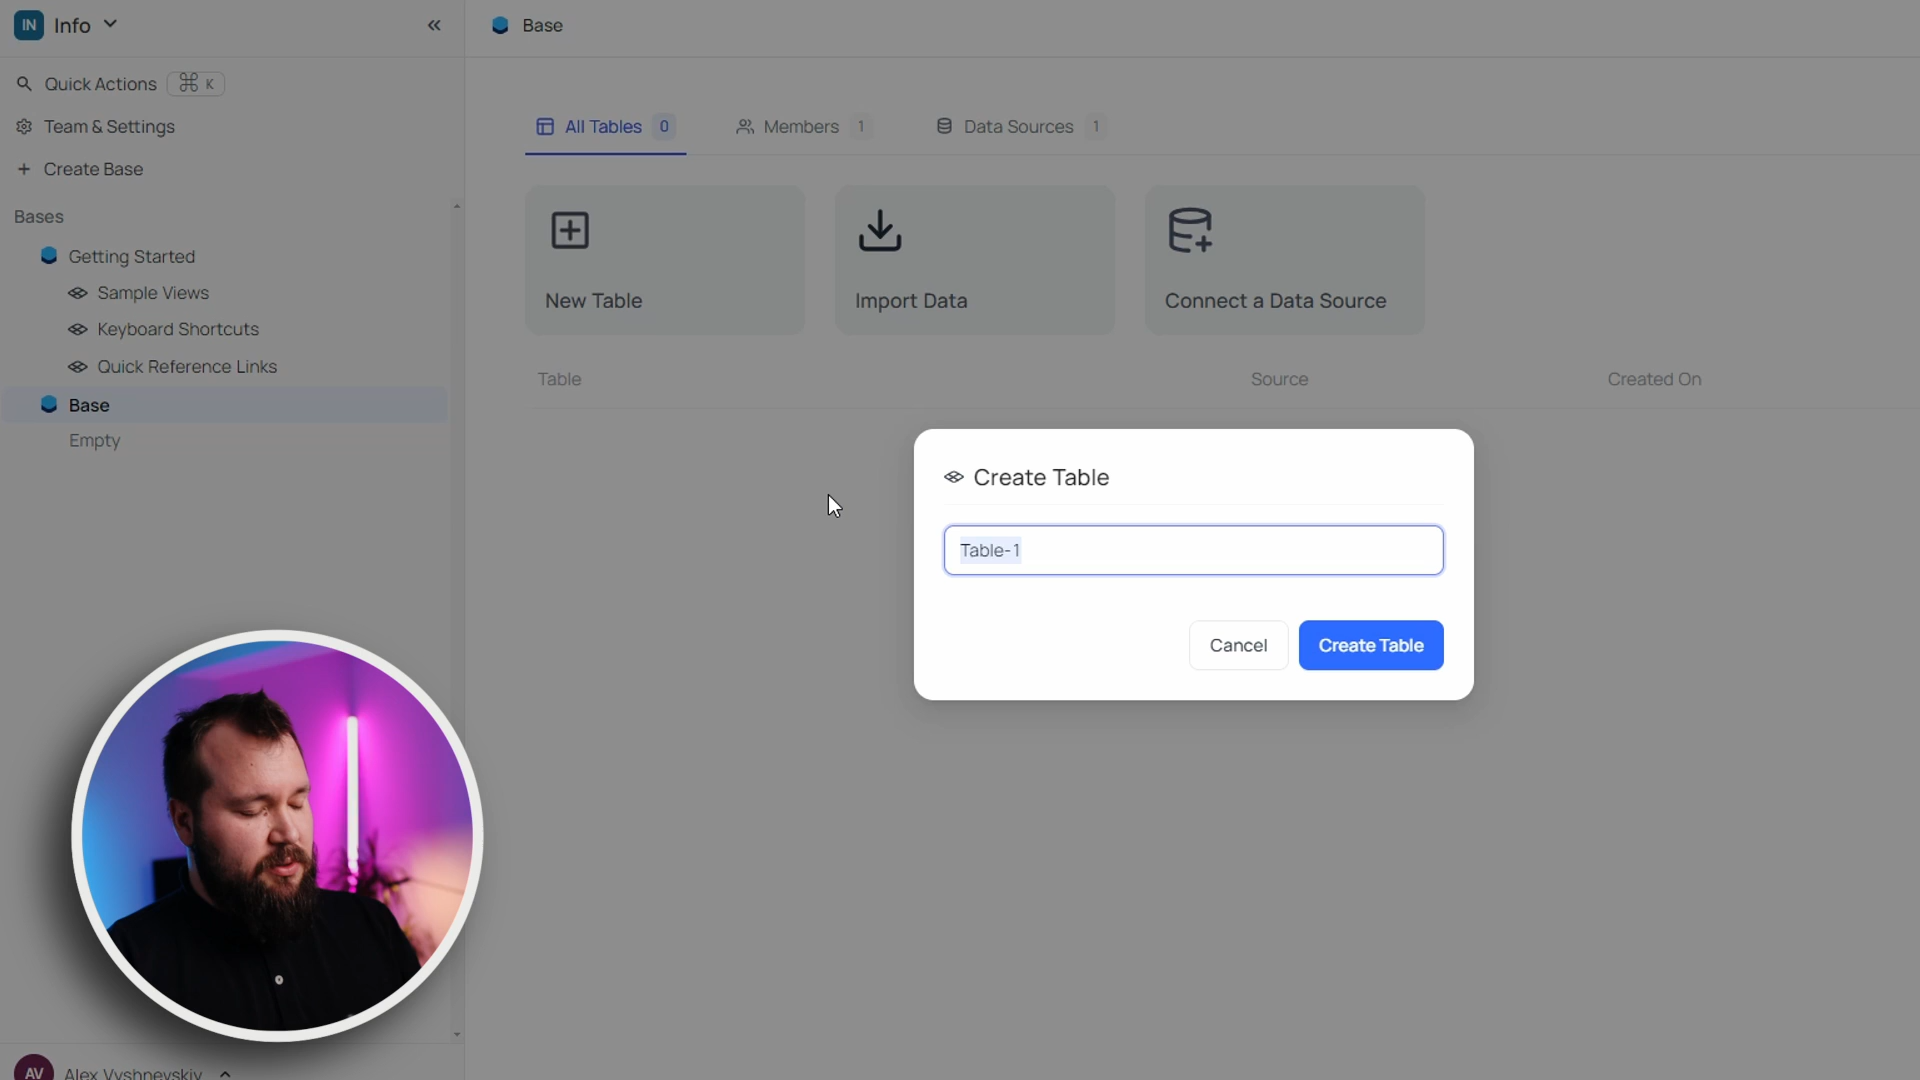 IN Info
Quick Actions ⌘ K
Team & Settings
Create Base
Bases
Getting Started
Sample Views
Keyboard Shortcuts
Quick Reference Links
Base
Empty
AV Alex Vyshnevskiy
Base
All Tables 0
Members 1
Data Sources 1
New Table
Import Data
Connect a Data Source
Table Source Created On
Create Table
Table-1
Cancel
Create Table